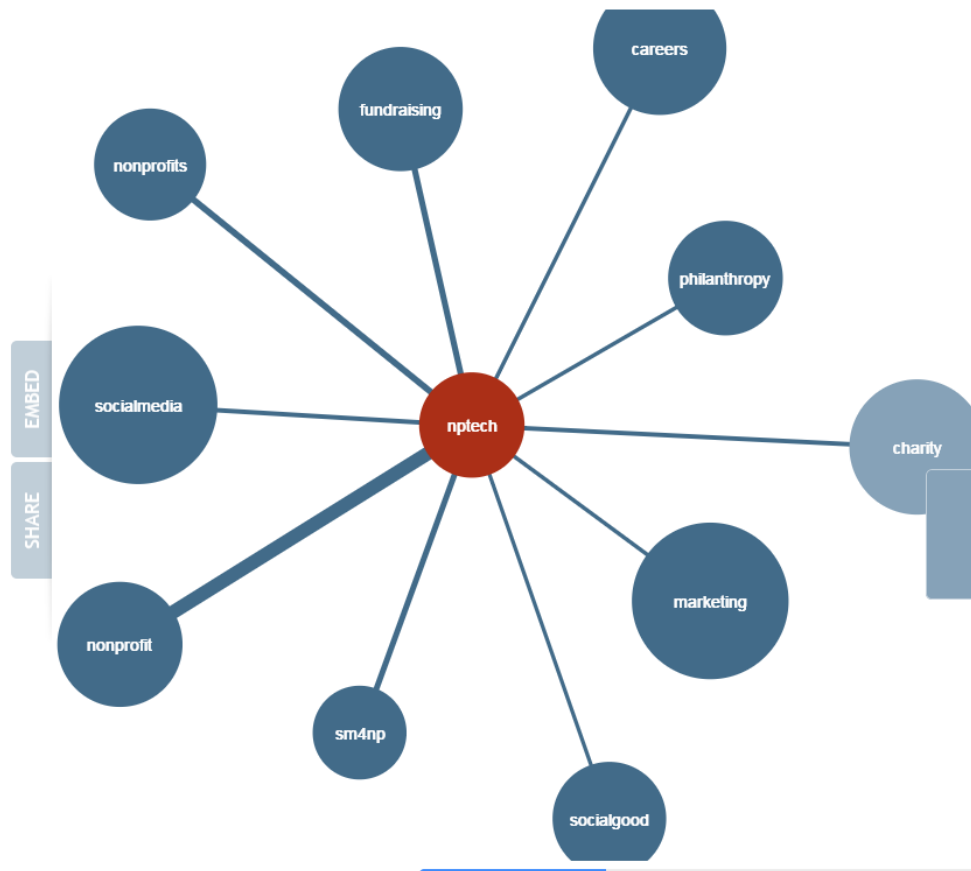 careers
fundraising
nonprofits
philanthropy
EMBED
socialmedia
nptech
charity
SHARE
marketing
nonprofit
sm4np
socialgood